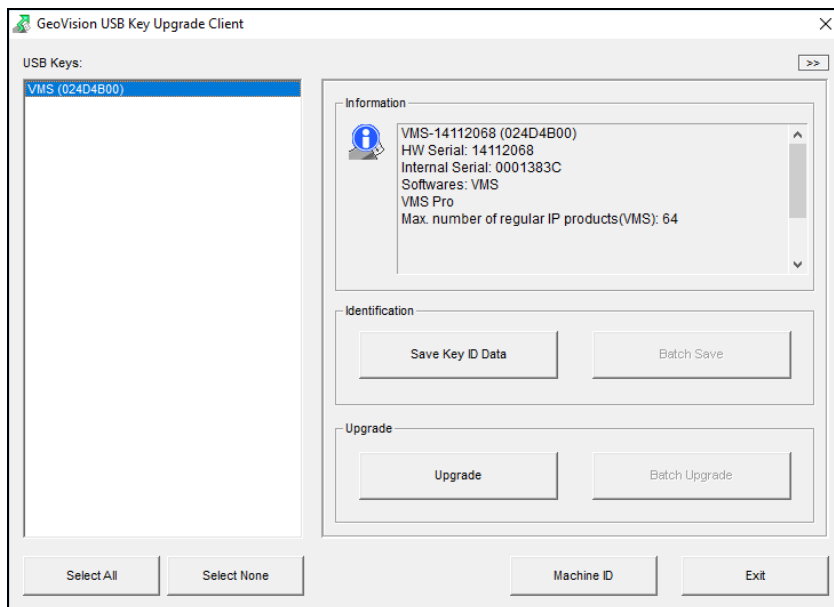 GeoVision USB Key Upgrade Client
USB Keys:
>>
VMS (024D4B00)
Information
VMS-14112068 (024D4B00)
HW Serial: 14112068
Internal Serial: 0001383C
Softwares: VMS
VMS Pro
Max. number of regular IP products(VMS): 64
Identification
Save Key ID Data
Batch Save
Upgrade
Upgrade
Batch Upgrade
Select All
Select None
Machine ID
Exit